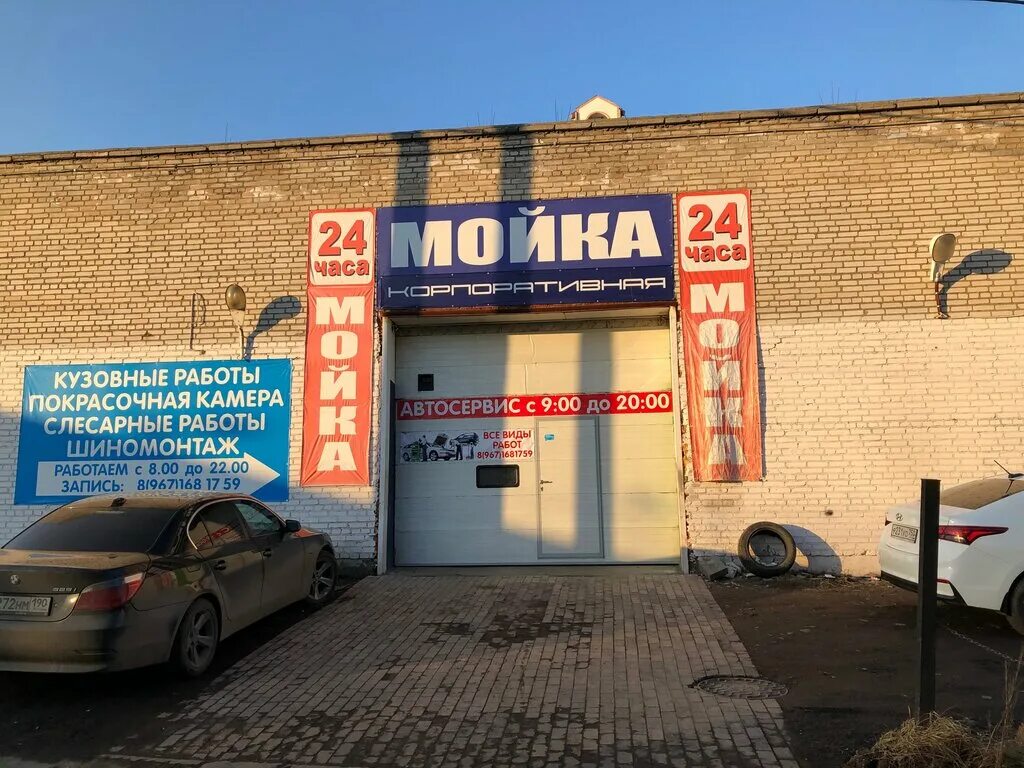 24
часа
МОЙКА
МОЙКА
КОРПОРАТИВНАЯ
24
часа
МОЙКА
КУЗОВНЫЕ РАБОТЫ
ПОКРАСОЧНАЯ КАМЕРА
СЛЕСАРНЫЕ РАБОТЫ
ШИНОМОНТАЖ
РАБОТАЕМ с 8.00 до 22.00
ЗАПИСЬ: 8(967)168 17 59
АВТОСЕРВИС с 9:00 до 20:00
ВСЕ ВИДЫ
РАБОТ
8(967)1681759
272НМ 190